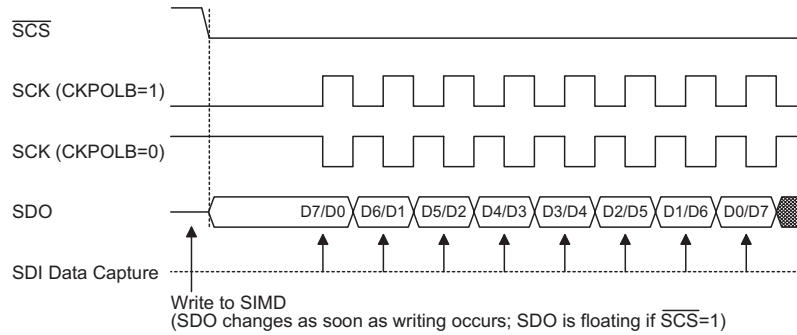 SCS
SCK (CKPOLB=1)
SCK (CKPOLB=0)
SDO D7/D0 D6/D1 D5/D2 D4/D3 D3/D4 D2/D5 D1/D6 D0/D7
SDI Data Capture
Write to SIMD
(SDO changes as soon as writing occurs; SDO is floating if SCS=1)